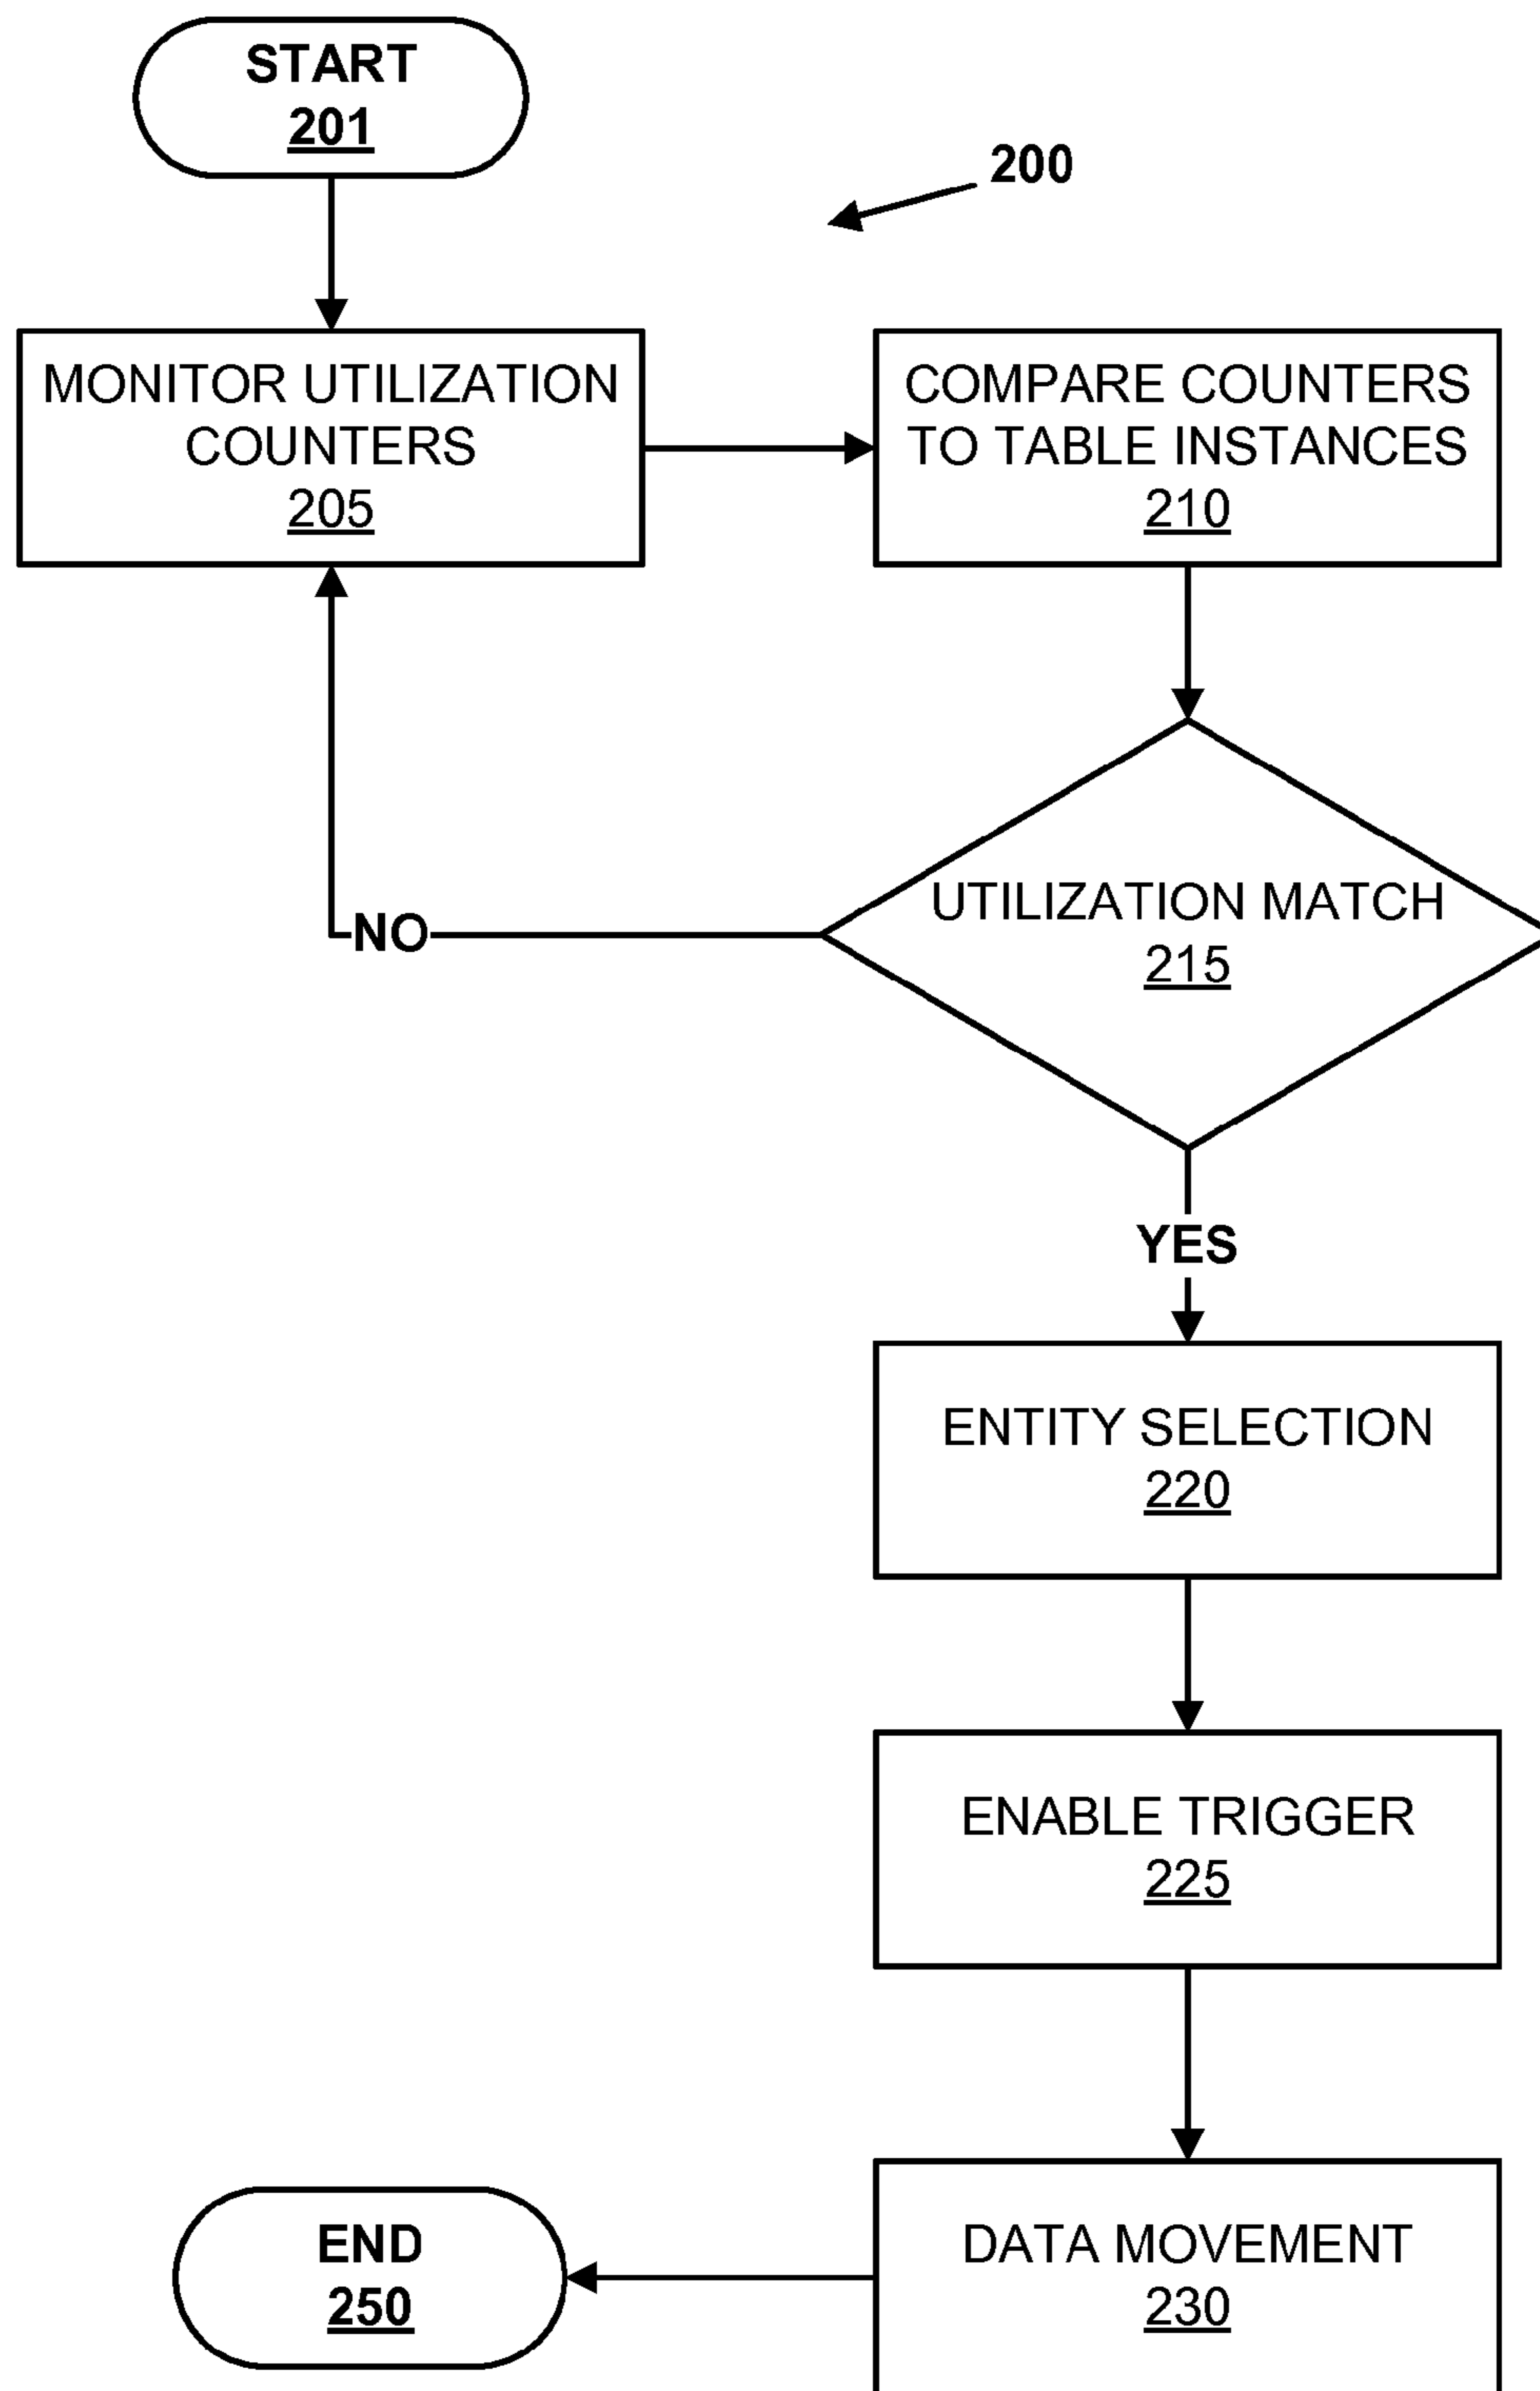 START
201
200
MONITOR UTILIZATION
COUNTERS
205
COMPARE COUNTERS
TO TABLE INSTANCES
210
UTILIZATION MATCH
215
NO
YES
ENTITY SELECTION
220
ENABLE TRIGGER
225
DATA MOVEMENT
230
END
250